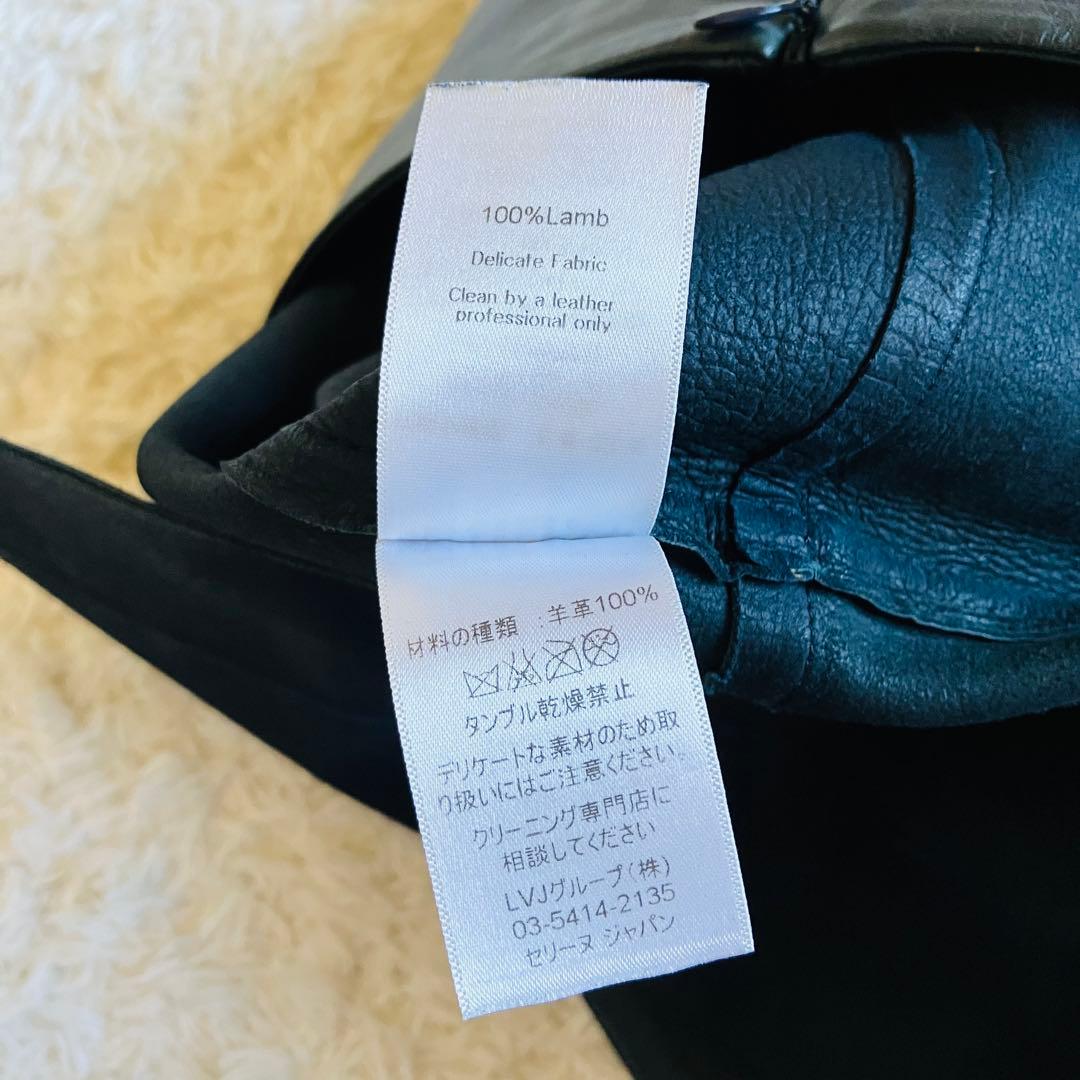 100%Lamb
Delicate Fabric
Clean by a leather
professional only
材料の種類 :羊革100%
タンブル乾燥禁止
デリケートな素材のため取
り扱いにはご注意ください。
クリーニング専門店に
相談してください
LVJグループ(株)
03-5414-2135
セリーヌ ジャパン